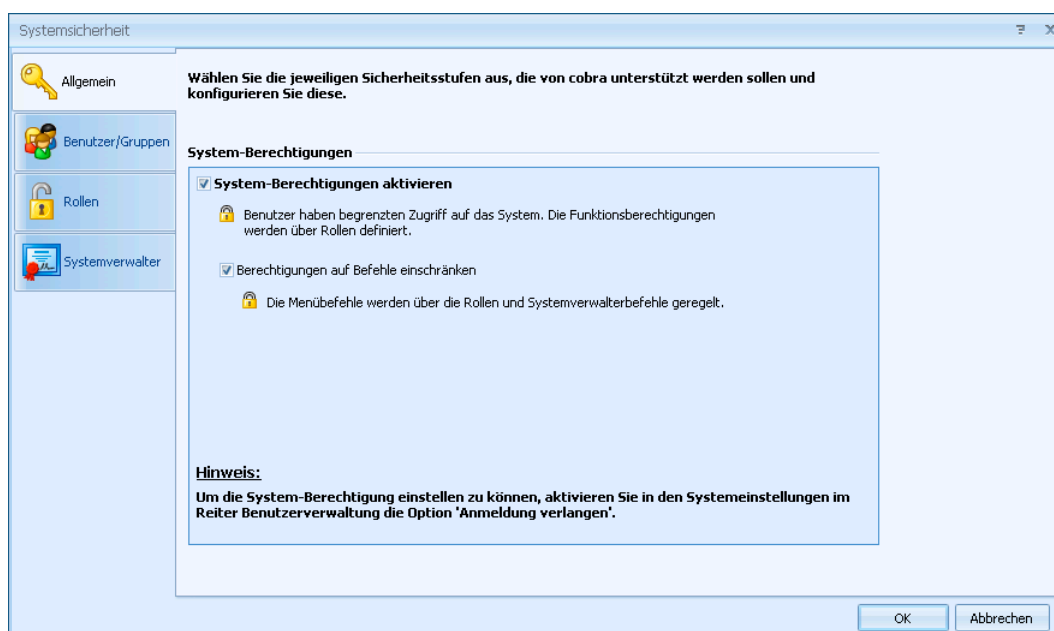 Systemsicherheit
Allgemein
Benutzer/Gruppen
Rollen
Systemverwalter
Wählen Sie die jeweiligen Sicherheitsstufen aus, die von cobra unterstützt werden sollen und
konfigurieren Sie diese.
System-Berechtigungen
System-Berechtigungen aktivieren
Benutzer haben begrenzten Zugriff auf das System. Die Funktionsberechtigungen
werden über Rollen definiert.
Berechtigungen auf Befehle einschränken
Die Menübefehle werden über die Rollen und Systemverwalterbefehle geregelt.
Hinweis:
Um die System-Berechtigung einstellen zu können, aktivieren Sie in den Systemeinstellungen im
Reiter Benutzerverwaltung die Option 'Anmeldung verlangen'.
OK
Abbrechen